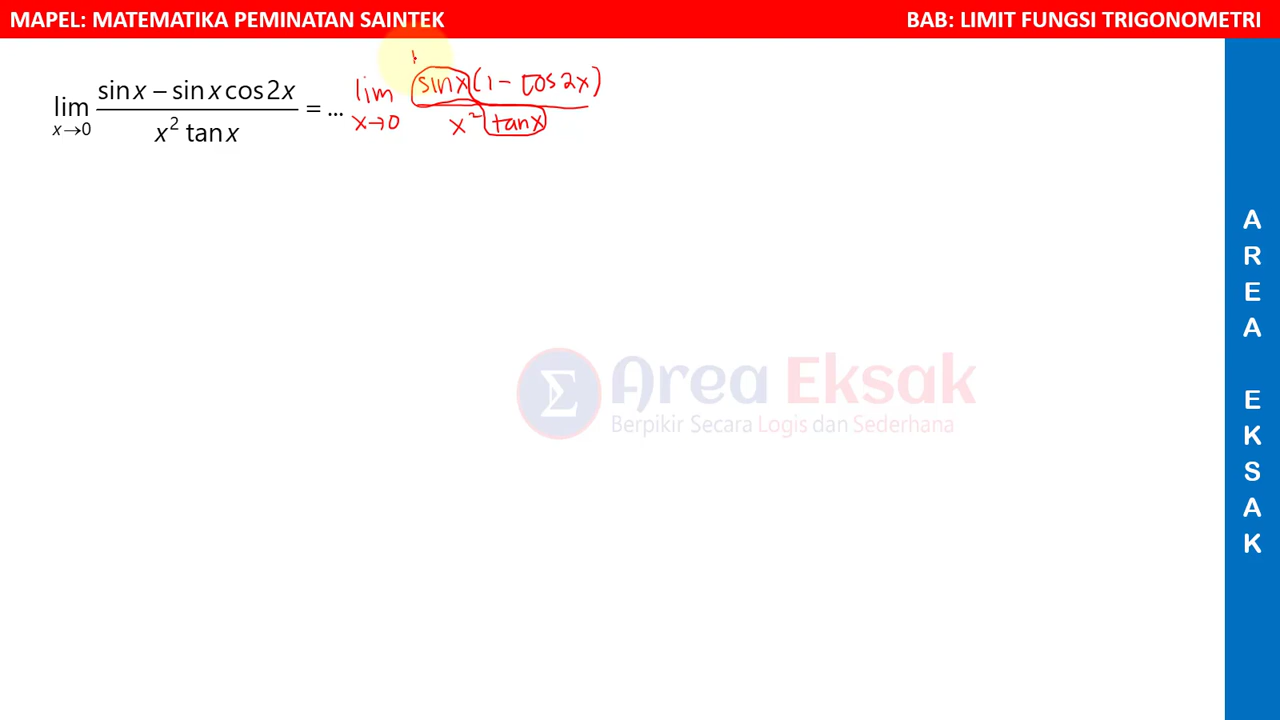 MAPEL: MATEMATIKA PEMINATAN SAINTEK
BAB: LIMIT FUNGSI TRIGONOMETRI
lim x→0 (sin x − sin x cos 2x) / (x² tan x) = ... lim x→0 sin x (1 − cos 2x) / (x² tan x)
Area Eksak
Berpikir Secara Logis dan Sederhana
AREA EKSAK